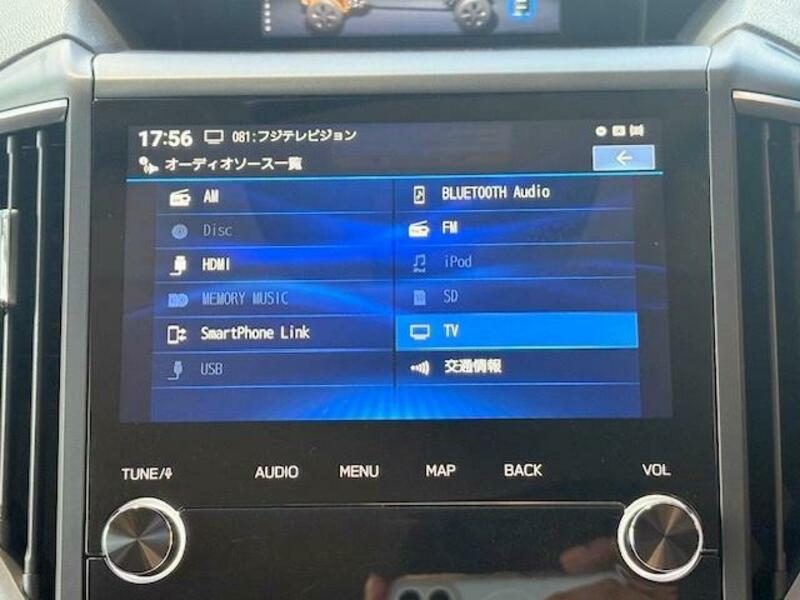 17:56 081:フジテレビジョン
オーディオソース一覧
AM
BLUETOOTH Audio
Disc
FM
HDMI
iPod
MEMORY MUSIC
SD
SmartPhone Link
TV
USB
交通情報
TUNE/ AUDIO MENU MAP BACK VOL